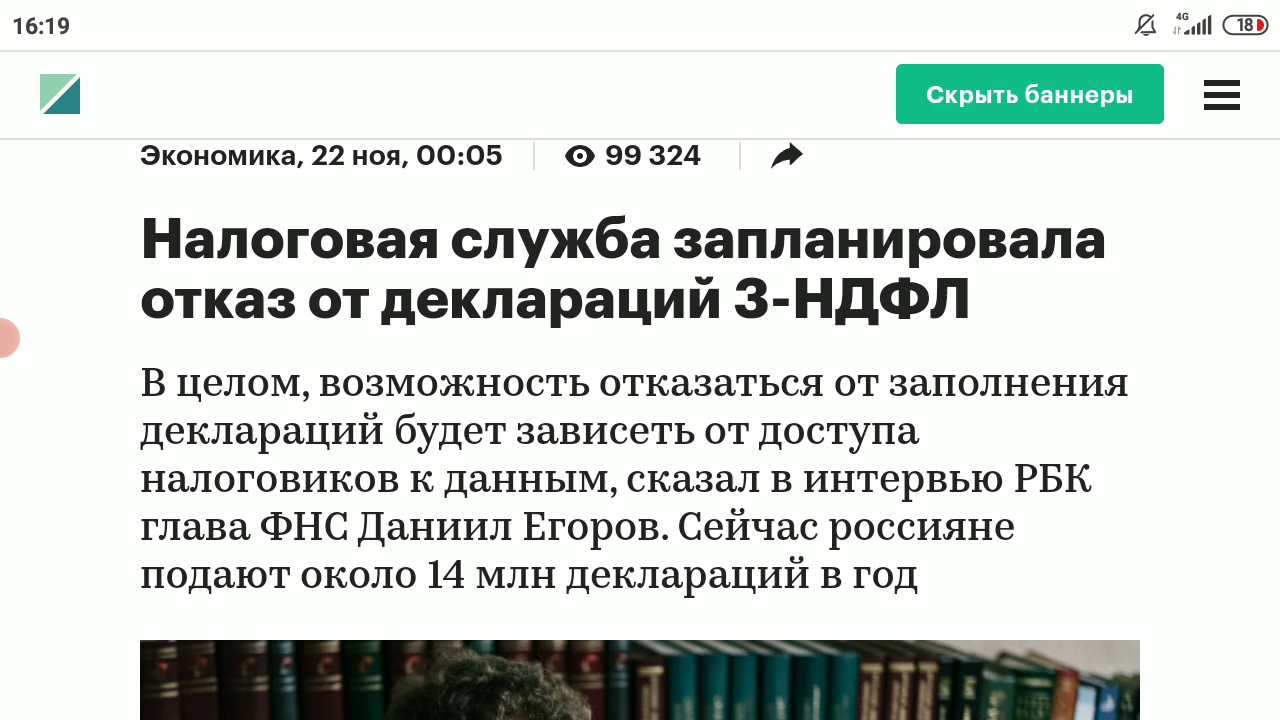 16:19
4G
18
Скрыть баннеры
Экономика, 22 ноя, 00:05
99 324
Налоговая служба запланировала
отказ от деклараций 3-НДФЛ
В целом, возможность отказаться от заполнения
деклараций будет зависеть от доступа
налоговиков к данным, сказал в интервью РБК
глава ФНС Даниил Егоров. Сейчас россияне
подают около 14 млн деклараций в год